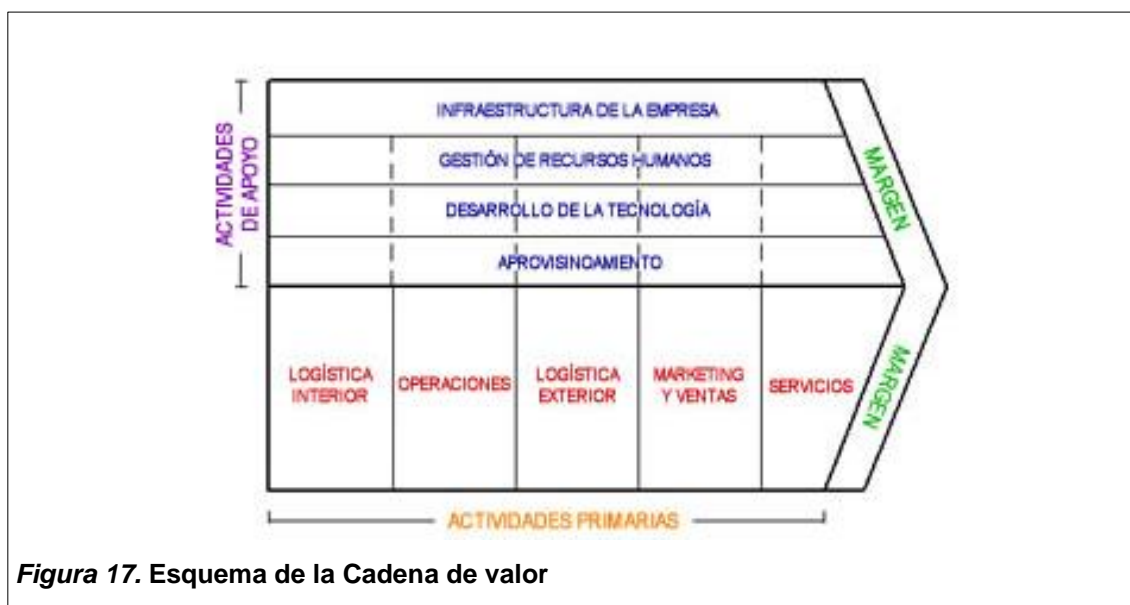 INFRAESTRUCTURA DE LA EMPRESA
GESTIÓN DE RECURSOS HUMANOS
DESARROLLO DE LA TECNOLOGÍA
APROVISINOAMIENTO
ACTIVIDADES
DE APOYO
MARGEN
LOGÍSTICA
INTERIOR
OPERACIONES
LOGÍSTICA
EXTERIOR
MARKETING
Y VENTAS
SERVICIOS
MARGEN
ACTIVIDADES PRIMARIAS
Figura 17. Esquema de la Cadena de valor